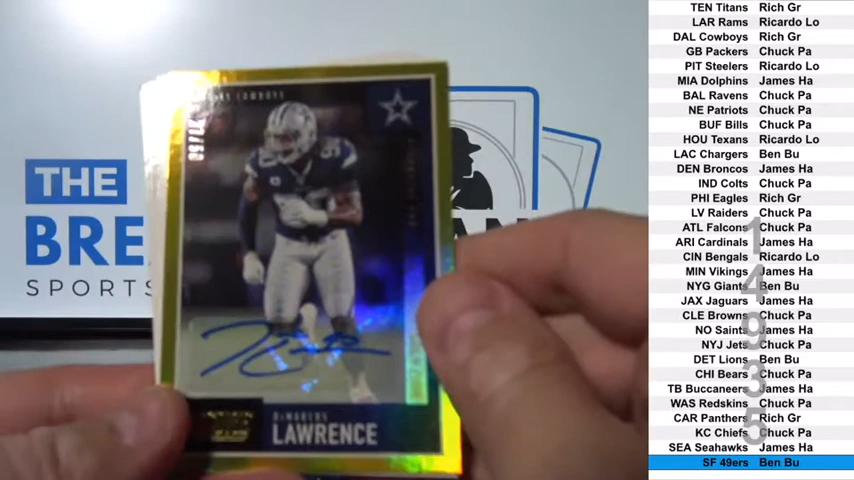 THE
BRE
SPORTS
COWBOYS
DeMARCUS
LAWRENCE
TEN Titans Rich Gr
LAR Rams Ricardo Lo
DAL Cowboys Rich Gr
GB Packers Chuck Pa
PIT Steelers Ricardo Lo
MIA Dolphins James Ha
BAL Ravens Chuck Pa
NE Patriots Chuck Pa
BUF Bills Chuck Pa
HOU Texans Ricardo Lo
LAC Chargers Ben Bu
DEN Broncos James Ha
IND Colts Chuck Pa
PHI Eagles Rich Gr
LV Raiders Chuck Pa
ATL Falcons Chuck Pa
ARI Cardinals James Ha
CIN Bengals Ricardo Lo
MIN Vikings James Ha
NYG Giants Ben Bu
JAX Jaguars James Ha
CLE Browns Chuck Pa
NO Saints James Ha
NYJ Jets Chuck Pa
DET Lions Ben Bu
CHI Bears Chuck Pa
TB Buccaneers James Ha
WAS Redskins Chuck Pa
CAR Panthers Rich Gr
KC Chiefs Chuck Pa
SEA Seahawks James Ha
SF 49ers Ben Bu
1
4
9
3
5